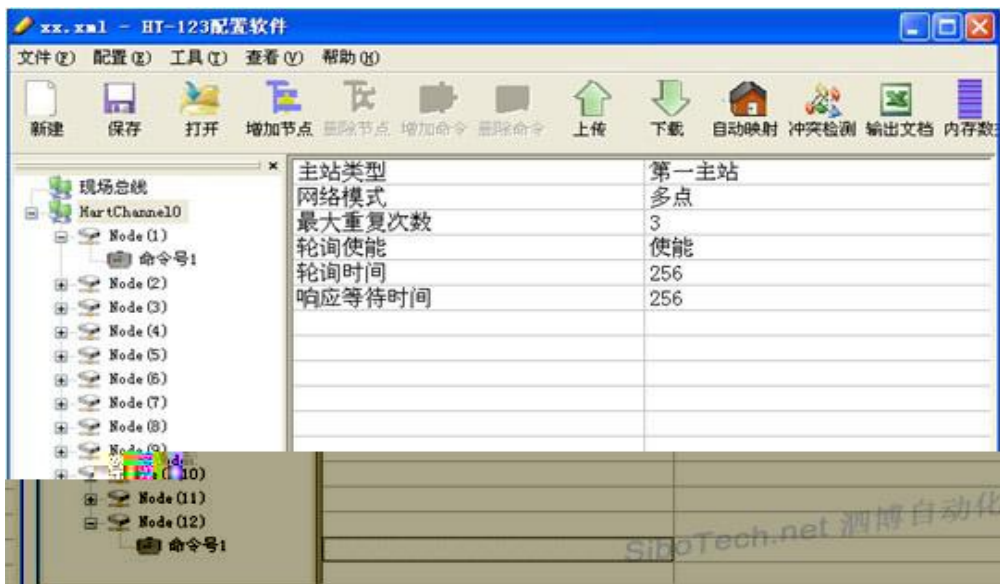 xx.xml - HT-123配置软件
文件(F) 配置(E) 工具(T) 查看(V) 帮助(H)
新建 保存 打开 增加节点 删除节点 增加命令 删除命令 上传 下载 自动映射 冲突检测 输出文档 内存数
现场总线
HartChannel0
Node(1)
命令号1
Node(2)
Node(3)
Node(4)
Node(5)
Node(6)
Node(7)
Node(8)
Node(9)
10)
Node(11)
Node(12)
命令号1
主站类型 第一主站
网络模式 多点
最大重复次数 3
轮询使能 使能
轮询时间 256
响应等待时间 256
SiboTech.net 泗博自动化